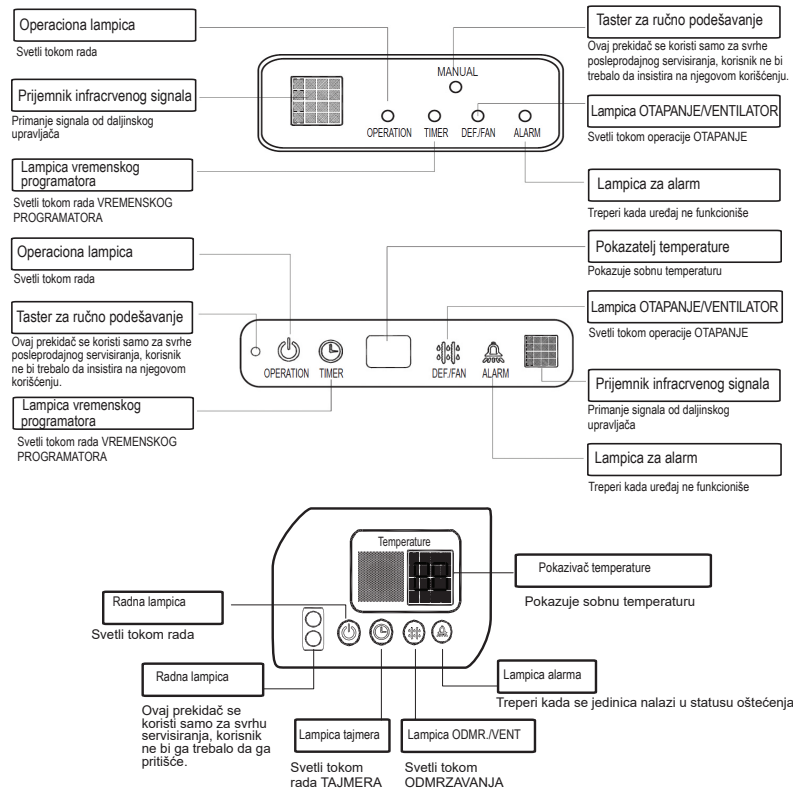 Operaciona lampica
Svetli tokom rada
Prijemnik infracrvenog signala
Primanje signala od daljinskog
upravljača
Lampica vremenskog
programatora
Svetli tokom rada VREMENSKOG
PROGRAMATORA
MANUAL
OPERATION TIMER DEF./FAN ALARM
Taster za ručno podešavanje
Ovaj prekidač se koristi samo za svrhe
posleprodajnog servisiranja, korisnik ne bi
trebalo da insistira na njegovom korišćenju.
Lampica OTAPANJE/VENTILATOR
Svetli tokom operacije OTAPANJE
Lampica za alarm
Treperi kada uređaj ne funkcioniše
Operaciona lampica
Svetli tokom rada
Taster za ručno podešavanje
Ovaj prekidač se koristi samo za svrhe
posleprodajnog servisiranja, korisnik
ne bi trebalo da insistira na njegovom
korišćenju.
Lampica vremenskog
programatora
Svetli tokom rada VREMENSKOG
PROGRAMATORA
OPERATION TIMER DEF./FAN ALARM
Pokazatelj temperature
Pokazuje sobnu temperaturu
Lampica OTAPANJE/VENTILATOR
Svetli tokom operacije OTAPANJE
Prijemnik infracrvenog signala
Primanje signala od daljinskog
upravljača
Lampica za alarm
Treperi kada uređaj ne funkcioniše
Temperature
Pokazivač temperature
Pokazuje sobnu temperaturu
Radna lampica
Svetli tokom rada
Radna lampica
Ovaj prekidač se
koristi samo za svrhu
servisiranja, korisnik
ne bi ga trebalo da ga
pritišće.
Lampica tajmera
Svetli tokom
rada TAJMERA
Lampica ODMR./VENT
Svetli tokom
ODMRZAVANJA
Lampica alarma
Treperi kada se jedinica nalazi u statusu oštećenja